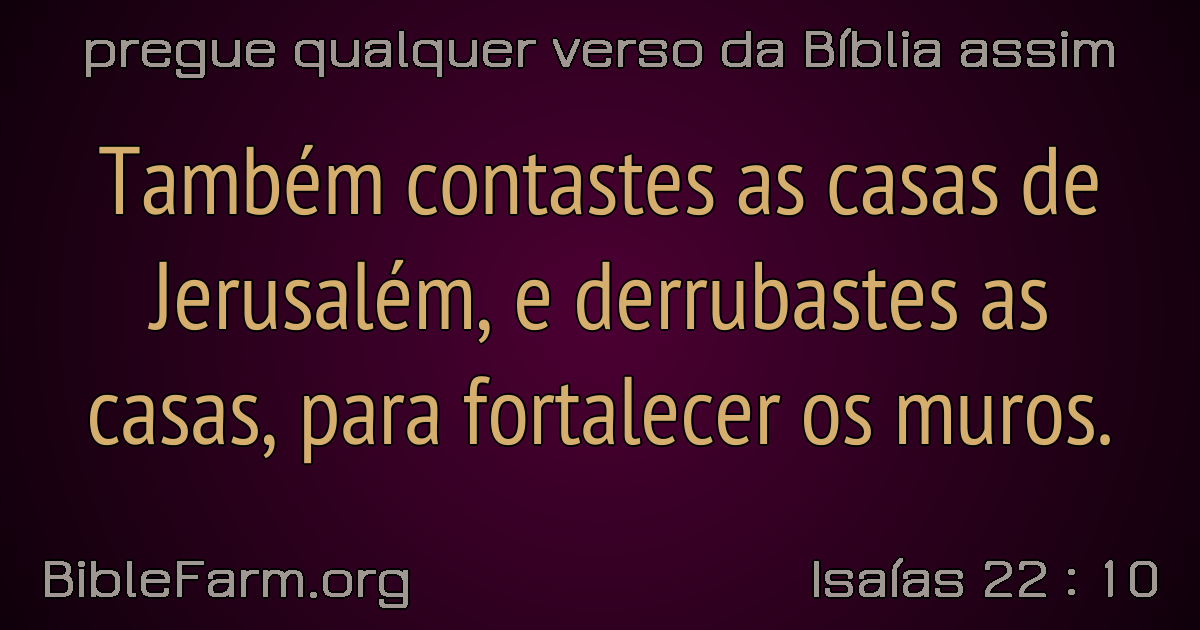 pregue qualquer verso da Bíblia assim
Também contastes as casas de
Jerusalém, e derrubastes as
casas, para fortalecer os muros.
BibleFarm.org
Isaías 22 : 10